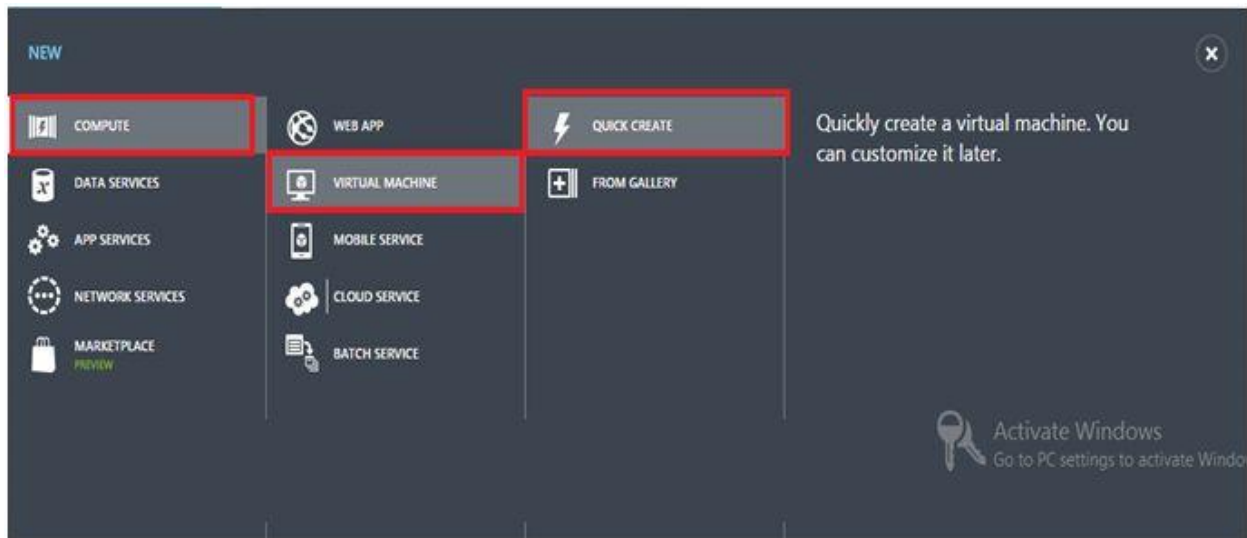 NEW
COMPUTE
DATA SERVICES
APP SERVICES
NETWORK SERVICES
MARKETPLACE
PREVIEW
WEB APP
VIRTUAL MACHINE
MOBILE SERVICE
CLOUD SERVICE
BATCH SERVICE
QUICK CREATE
FROM GALLERY
Quickly create a virtual machine. You
can customize it later.
Activate Windows
Go to PC settings to activate Windo